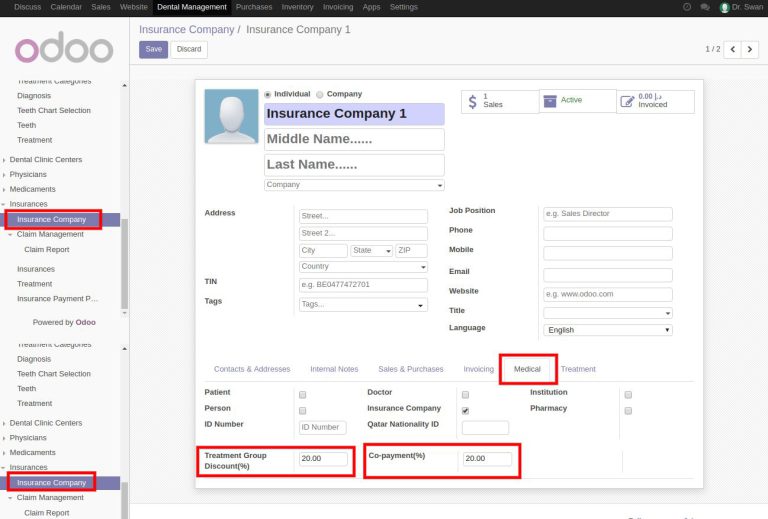 Discuss Calendar Sales Website Dental Management Purchases Inventory Invoicing Apps Settings Dr. Swan
odoo
Insurance Company / Insurance Company 1
Save Discard
1 / 2
Treatment Categories
Diagnosis
Teeth Chart Selection
Teeth
Treatment
Dental Clinic Centers
Physicians
Medicaments
Insurances
Insurance Company
Claim Management
Claim Report
Insurances
Treatment
Insurance Payment P…
Powered by Odoo
Treatment Categories
Diagnosis
Teeth Chart Selection
Teeth
Treatment
Dental Clinic Centers
Physicians
Medicaments
Insurances
Insurance Company
Claim Management
Claim Report
Individual Company
Insurance Company 1
Middle Name......
Last Name......
Company
$ 1
Sales
Active
0.00 د.إ
Invoiced
Address
Street...
Street 2...
City State ZIP
Country
TIN e.g. BE0477472701
Tags Tags...
Job Position e.g. Sales Director
Phone
Mobile
Email
Website e.g. www.odoo.com
Title
Language English
Contacts & Addresses Internal Notes Sales & Purchases Invoicing Medical Treatment
Patient Doctor Institution
Person Insurance Company Pharmacy
ID Number ID Number Qatar Nationality ID
Treatment Group
Discount(%) 20.00
Co-payment(%) 20.00